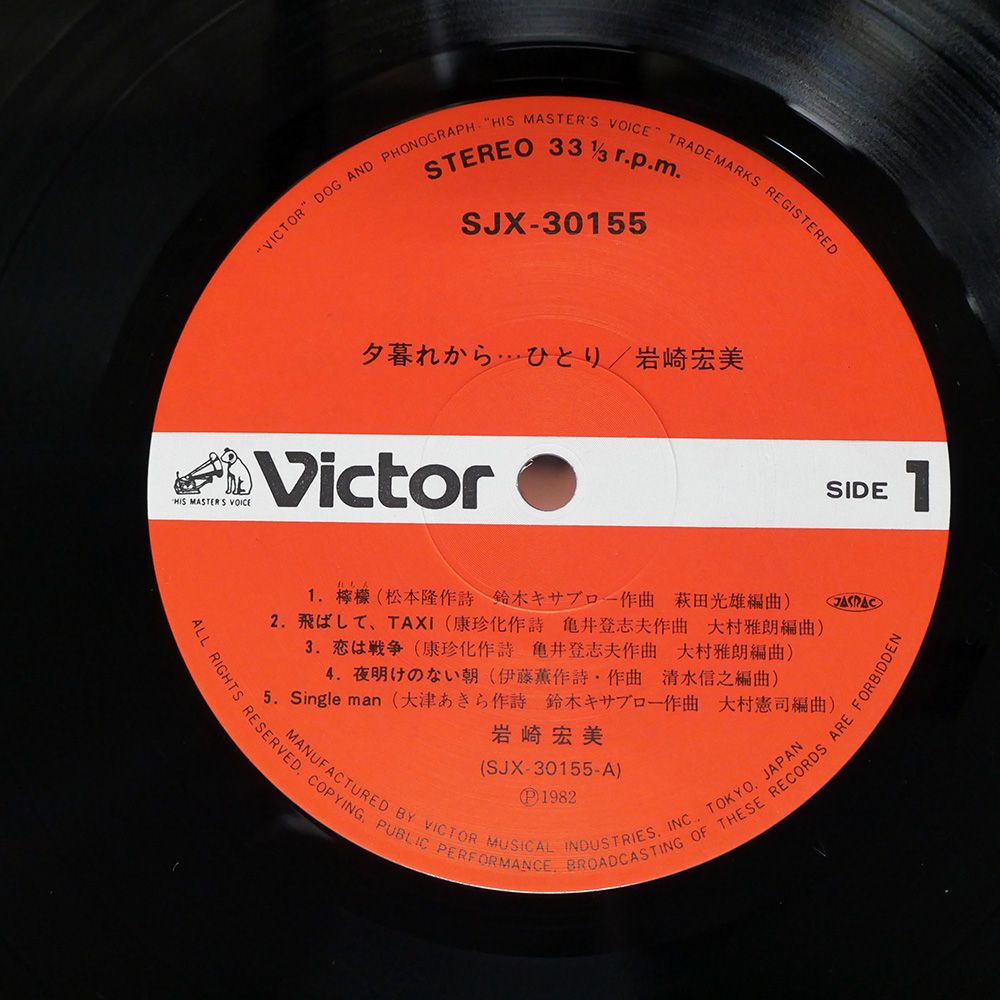 "VICTOR" DOG AND PHONOGRAPH-"HIS MASTER'S VOICE" TRADEMARKS REGISTERED
STEREO 33 1/3 r.p.m.
SJX-30155
夕暮れから…ひとり/岩崎宏美
"HIS MASTER'S VOICE"
Victor
SIDE 1
れもん
1. 檸檬(松本隆作詩 鈴木キサブロー作曲 萩田光雄編曲)
JASRAC
2. 飛ばして、TAXI(康珍化作詩 亀井登志夫作曲 大村雅朗編曲)
3. 恋は戦争(康珍化作詩 亀井登志夫作曲 大村雅朗編曲)
4. 夜明けのない朝(伊藤薫作詩・作曲 清水信之編曲)
5. Single man(大津あきら作詩 鈴木キサブロー作曲 大村憲司編曲)
岩崎宏美
(SJX-30155-A)
Ⓟ1982
MANUFACTURED BY VICTOR MUSICAL INDUSTRIES, INC., TOKYO, JAPAN
ALL RIGHTS RESERVED, COPYING, PUBLIC PERFORMANCE, BROADCASTING OF THESE RECORDS ARE FORBIDDEN